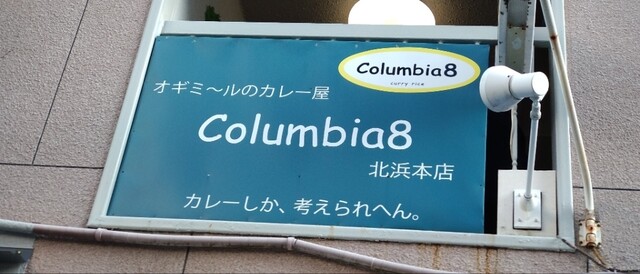 Columbia8
curry rice
オギミ〜ルのカレー屋
Columbia8
北浜本店
カレーしか、考えられへん。